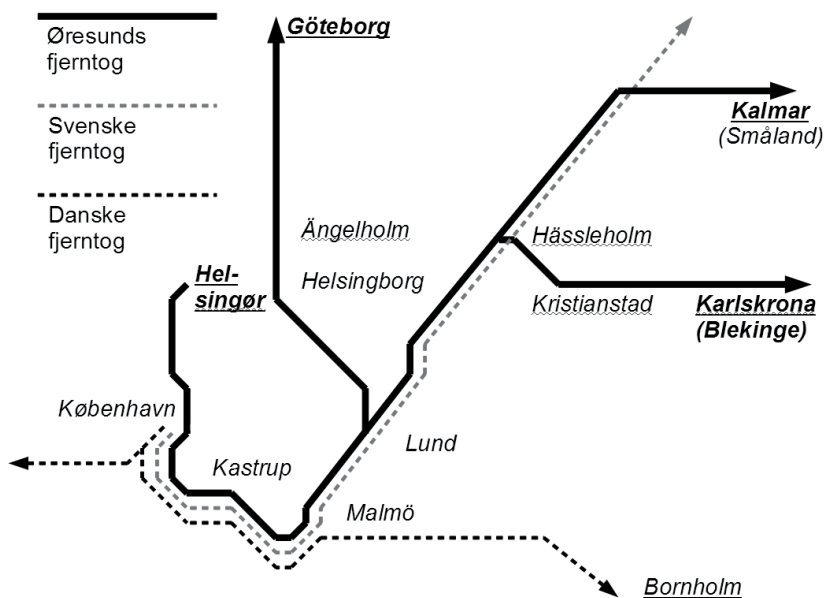 Øresunds
fjerntog
Svenske
fjerntog
Danske
fjerntog
Göteborg
Kalmar
(Småland)
Ängelholm
Hässleholm
Hel-
singør
Helsingborg
Kristianstad
Karlskrona
(Blekinge)
København
Kastrup
Lund
Malmö
Bornholm